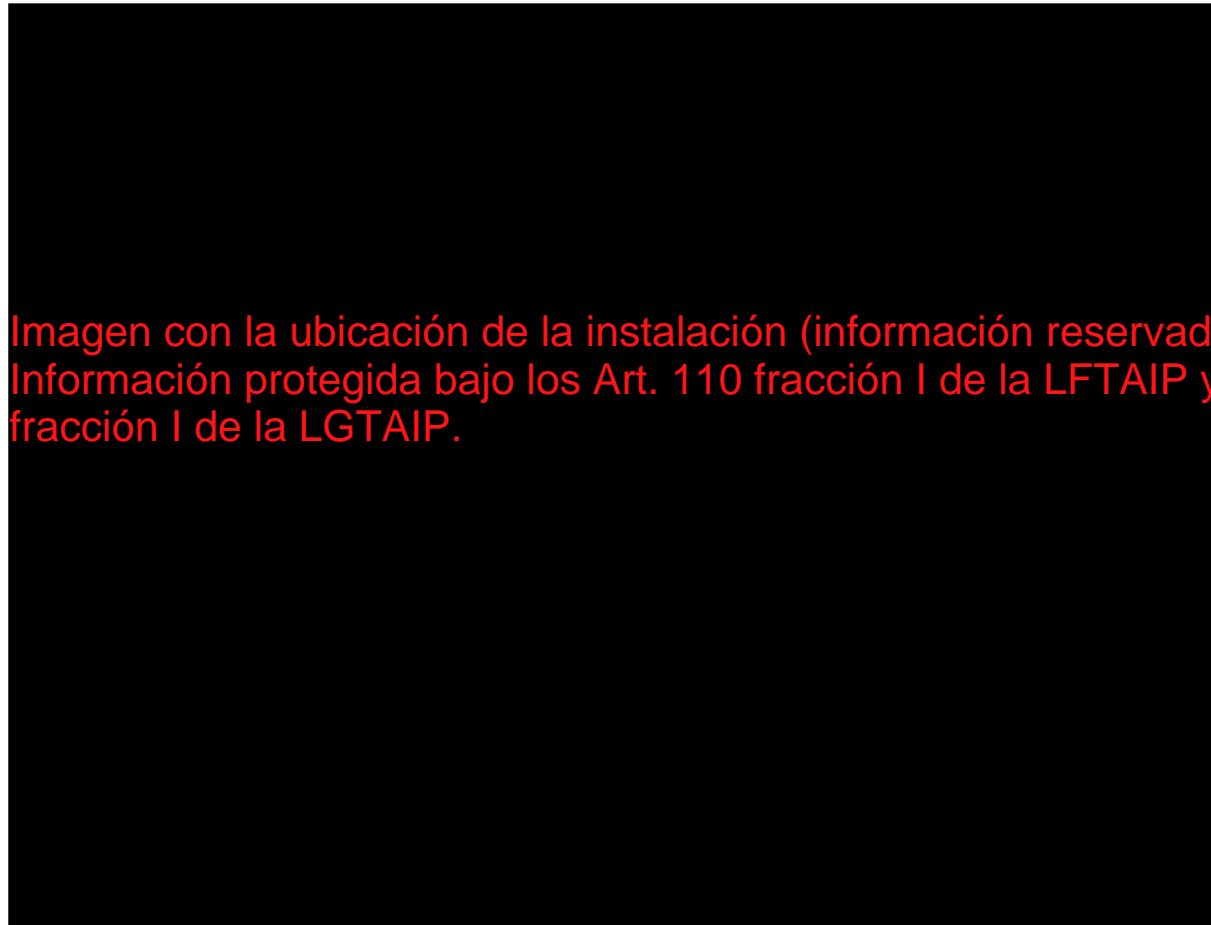 Imagen con la ubicación de la instalación (información reservad
Información protegida bajo los Art. 110 fracción I de la LFTAIP y
fracción I de la LGTAIP.